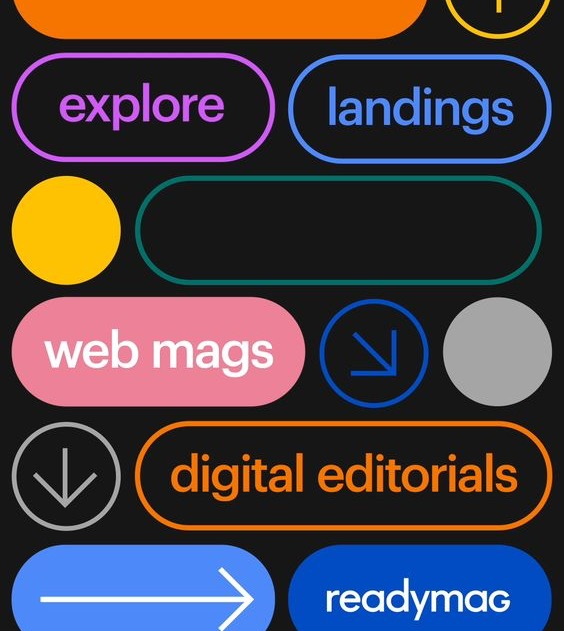 explore
landings
web mags
digital editorials
readymag